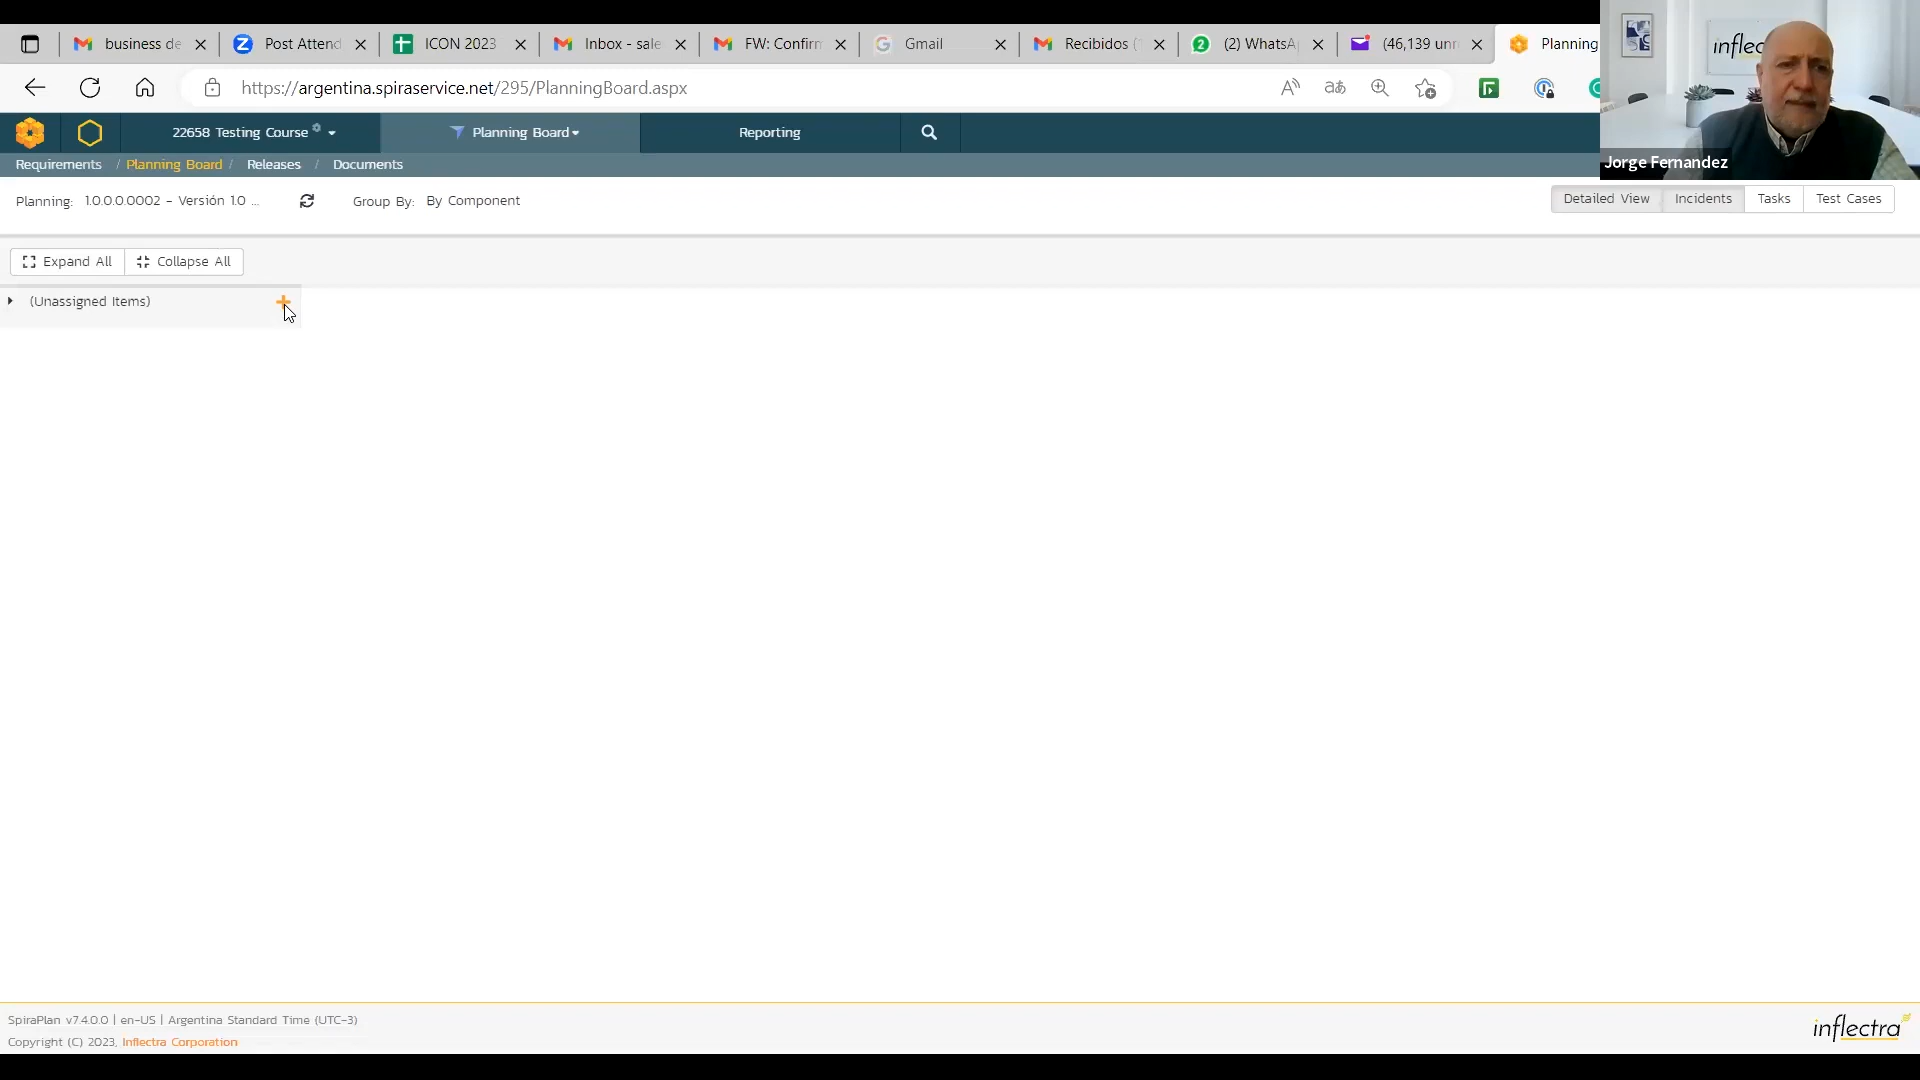 business de
Post Attend
ICON 2023
Inbox - sale
FW: Confirm
Gmail
Recibidos (
(2) WhatsA
(46,139 unr
Planning
https://argentina.spiraservice.net/295/PlanningBoard.aspx
22658 Testing Course
Planning Board
Reporting
Requirements / Planning Board / Releases / Documents
Planning: 1.0.0.0.0002 - Versión 1.0 ...
Group By: By Component
Detailed View
Incidents
Tasks
Test Cases
Expand All
Collapse All
(Unassigned Items)
inflec
Jorge Fernandez
SpiraPlan v7.4.0.0 | en-US | Argentina Standard Time (UTC-3)
Copyright (C) 2023, Inflectra Corporation
inflectra